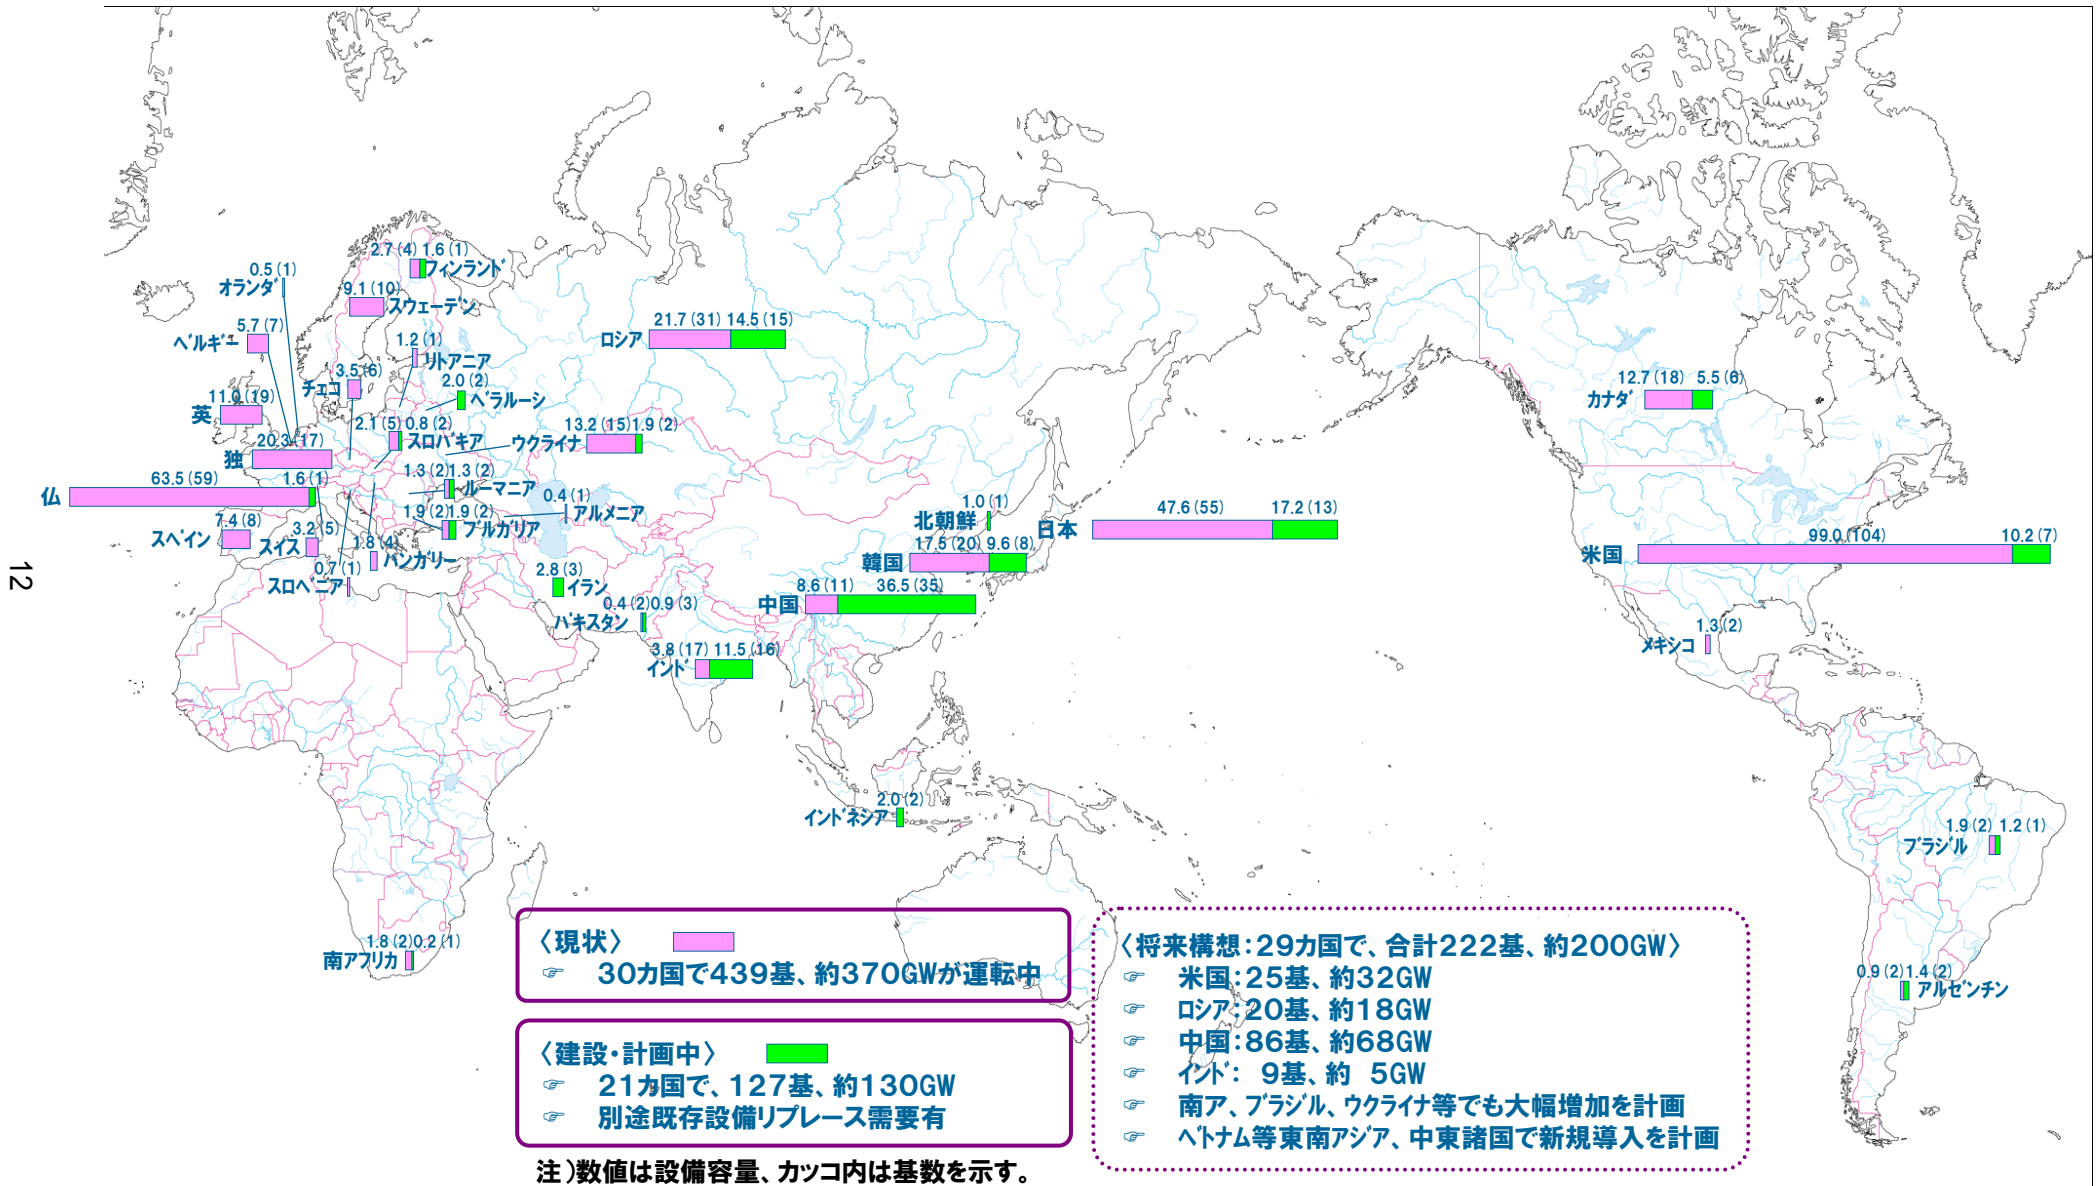 2.7(4) 1.6(1)
フィンランド
0.5(1)
オランダ
9.1(10)
スウェーデン
5.7(7)
ベルギー
21.7(31) 14.5(15)
ロシア
1.2(1)
リトアニア
3.5(6)
チェコ
2.0(2)
ベラルーシ
12.7(18) 5.5(6)
カナダ
11.0(19)
英
2.1(5) 0.8(2)
スロバキア
13.2(15)1.9(2)
ウクライナ
20.3(17)
独
1.3(2)1.3(2)
ルーマニア
63.5(59) 1.6(1)
仏
0.4(1)
アルメニア
1.0(1)
北朝鮮
47.6(55) 17.2(13)
日本
1.9(2)1.9(2)
ブルガリア
7.4(8)
スペイン
3.2(5)
スイス
1.8(4)
ハンガリー
17.5(20) 9.6(8)
韓国
99.0(104) 10.2(7)
米国
0.7(1)
スロベニア
2.8(3)
イラン
8.6(11) 36.5(35)
中国
0.4(2)0.9(3)
パキスタン
1.3(2)
メキシコ
3.8(17) 11.5(16)
インド
2.0(2)
インドネシア
1.9(2) 1.2(1)
ブラジル
1.8(2)0.2(1)
南アフリカ
0.9(2)1.4(2)
アルゼンチン
〈現状〉
☞ 30カ国で439基、約370GWが運転中
〈建設・計画中〉
☞ 21カ国で、127基、約130GW
☞ 別途既存設備リプレース需要有
〈将来構想:29カ国で、合計222基、約200GW〉
☞ 米国:25基、約32GW
☞ ロシア:20基、約18GW
☞ 中国:86基、約68GW
☞ インド: 9基、約 5GW
☞ 南ア、ブラジル、ウクライナ等でも大幅増加を計画
☞ ベトナム等東南アジア、中東諸国で新規導入を計画
注)数値は設備容量、カッコ内は基数を示す。
12